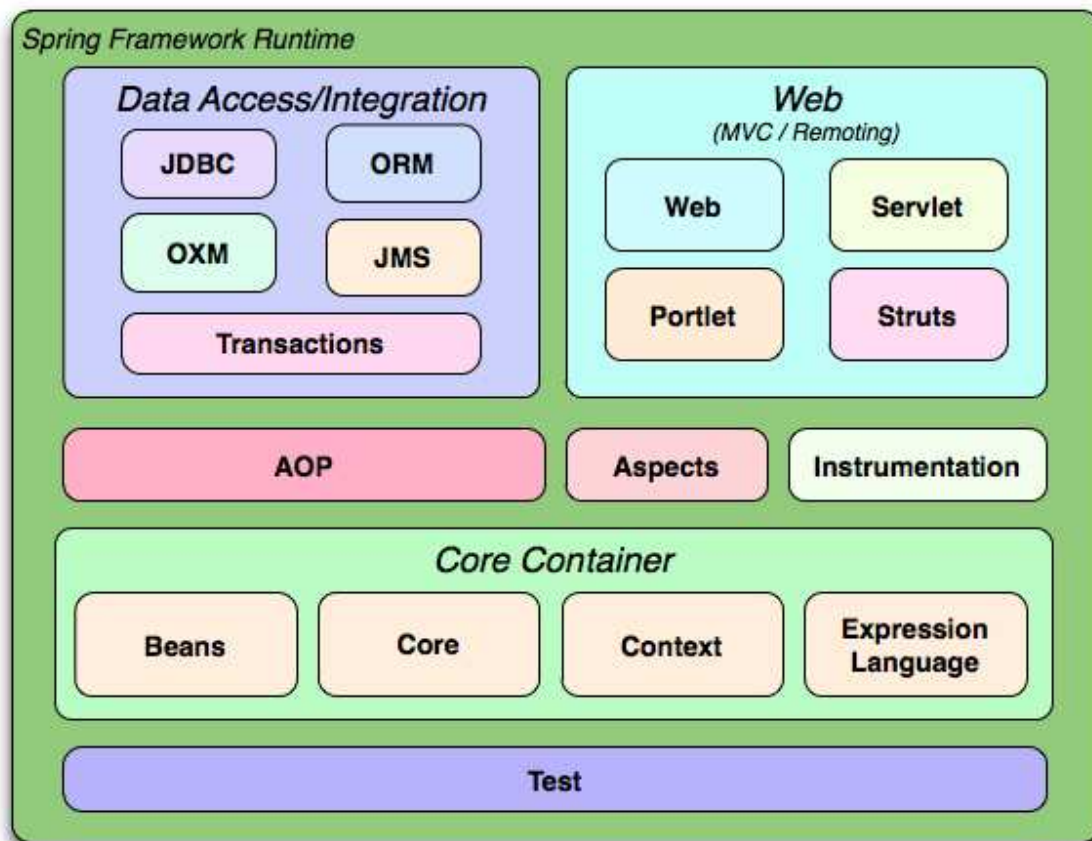 Spring Framework Runtime
Data Access/Integration
JDBC
ORM
OXM
JMS
Transactions
Web
(MVC / Remoting)
Web
Servlet
Portlet
Struts
AOP
Aspects
Instrumentation
Core Container
Beans
Core
Context
Expression
Language
Test